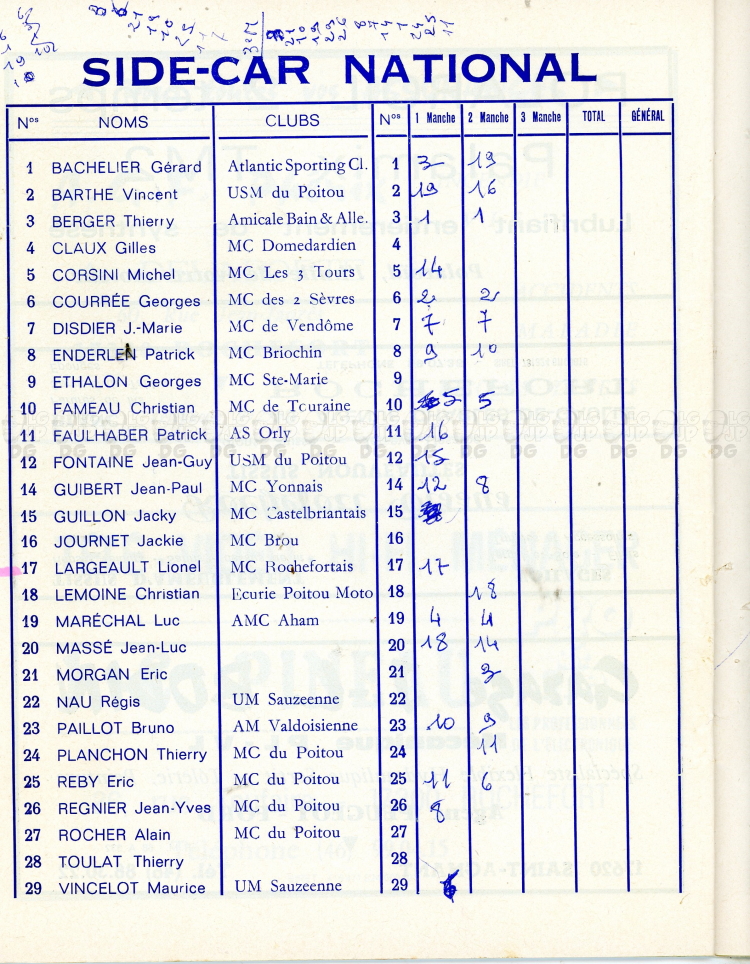 SIDE-CAR NATIONAL
Nos NOMS CLUBS Nos 1 Manche 2 Manche 3 Manche TOTAL GÉNÉRAL
1 BACHELIER Gérard Atlantic Sporting Cl. 1 3 13
2 BARTHE Vincent USM du Poitou 2 19 16
3 BERGER Thierry Amicale Bain & Alle. 3 1 1
4 CLAUX Gilles MC Domedardien 4
5 CORSINI Michel MC Les 3 Tours 5 14
6 COURRÉE Georges MC des 2 Sèvres 6 2 2
7 DISDIER J.-Marie MC de Vendôme 7 7 7
8 ENDERLEN Patrick MC Briochin 8 9 10
9 ETHALON Georges MC Ste-Marie 9
10 FAMEAU Christian MC de Touraine 10 5 5
11 FAULHABER Patrick AS Orly 11 16
12 FONTAINE Jean-Guy USM du Poitou 12 15
14 GUIBERT Jean-Paul MC Yonnais 14 12 8
15 GUILLON Jacky MC Castelbriantais 15
16 JOURNET Jackie MC Brou 16
17 LARGEAULT Lionel MC Rochefortais 17 17
18 LEMOINE Christian Ecurie Poitou Moto 18 18
19 MARÉCHAL Luc AMC Aham 19 4 4
20 MASSÉ Jean-Luc 20 18 14
21 MORGAN Eric 21 3
22 NAU Régis UM Sauzeenne 22
23 PAILLOT Bruno AM Valdoisienne 23 10 9
24 PLANCHON Thierry MC du Poitou 24 11
25 REBY Eric MC du Poitou 25 11 6
26 REGNIER Jean-Yves MC du Poitou 26 8
27 ROCHER Alain MC du Poitou 27
28 TOULAT Thierry 28
29 VINCELOT Maurice UM Sauzeenne 29